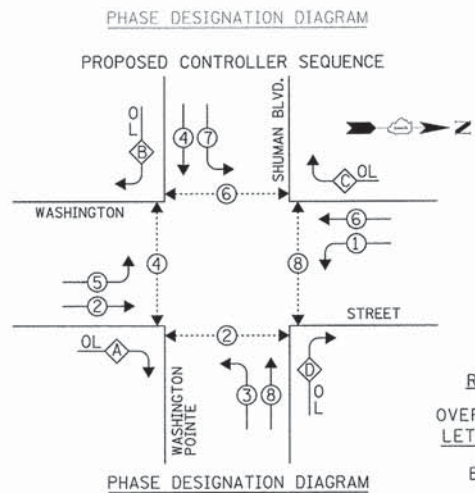 PHASE DESIGNATION DIAGRAM
PROPOSED CONTROLLER SEQUENCE
SHUMAN BLVD.
OL
B
4
7
C
OL
Z
6
WASHINGTON
6
1
4
8
5
2
STREET
OL
A
2
D
OL
3
8
WASHINGTON
POINTE
R
OVER
LET
E
PHASE DESIGNATION DIAGRAM